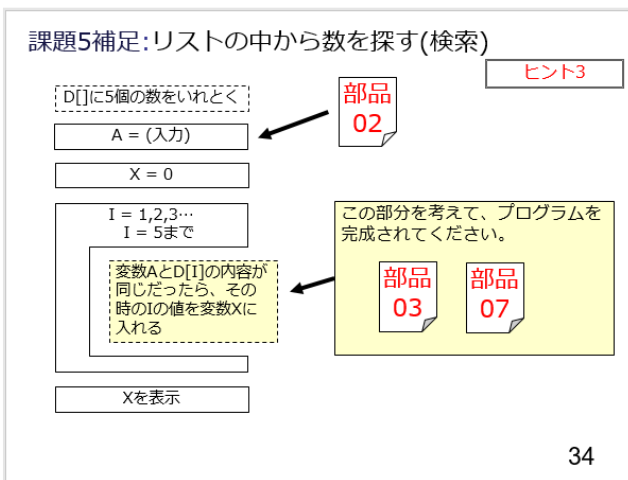 課題5補足:リストの中から数を探す(検索)
ヒント3
D[]に5個の数をいれとく
部品
02
A = (入力)
X = 0
I = 1,2,3…
I = 5まで
変数AとD[I]の内容が
同じだったら、その
時のIの値を変数Xに
入れる
この部分を考えて、プログラムを
完成されてください。
部品
03
部品
07
Xを表示
34